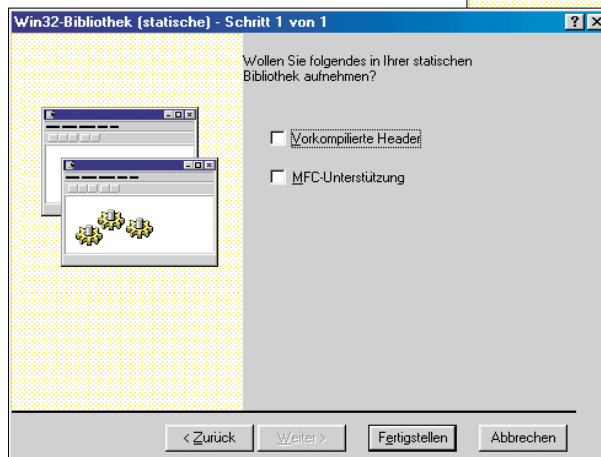 Win32-Bibliothek (statische) - Schritt 1 von 1
Wollen Sie folgendes in Ihrer statischen
Bibliothek aufnehmen?
Vorkompilierte Header
MFC-Unterstützung
< Zurück Weiter > Fertigstellen Abbrechen